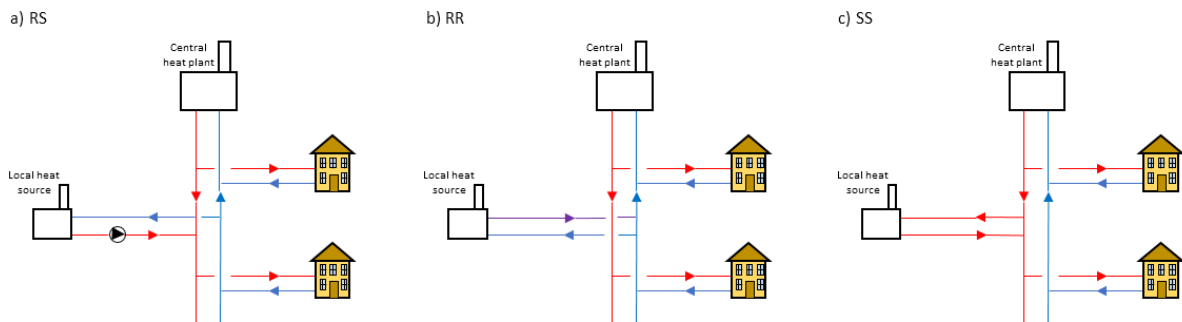 a) RS
b) RR
c) SS
Central
heat plant
Central
heat plant
Central
heat plant
Local heat
source
Local heat
source
Local heat
source